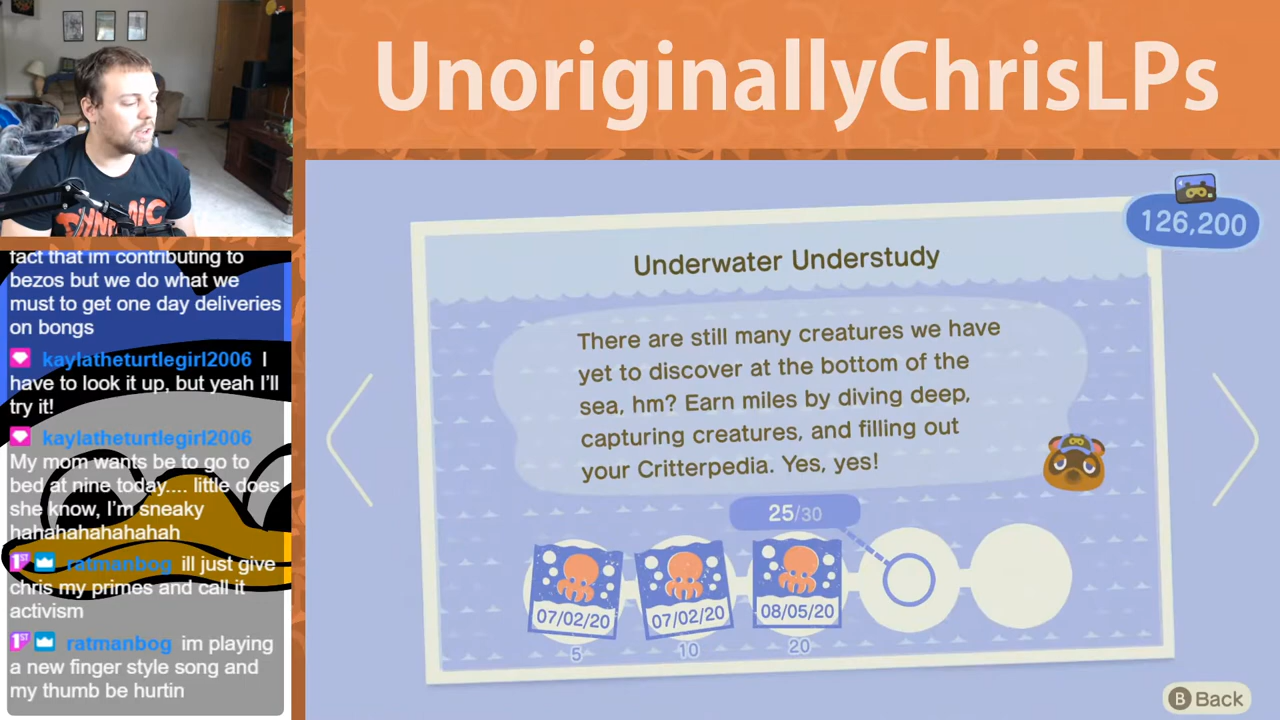 UnoriginallyChrisLPs
126,200
Underwater Understudy
There are still many creatures we have
yet to discover at the bottom of the
sea, hm? Earn miles by diving deep,
capturing creatures, and filling out
your Critterpedia. Yes, yes!
25/30
07/02/20
07/02/20
08/05/20
5
10
20
B Back
fact that im contributing to
bezos but we do what we
must to get one day deliveries
on bongs
kaylatheturtlegirl2006 I
have to look it up, but yeah I'll
try it!
kaylatheturtlegirl2006
My mom wants be to go to
bed at nine today.... little does
she know, I'm sneaky
hahahahahahahah
1ST ratmanbog ill just give
chris my primes and call it
activism
1ST ratmanbog im playing
a new finger style song and
my thumb be hurtin